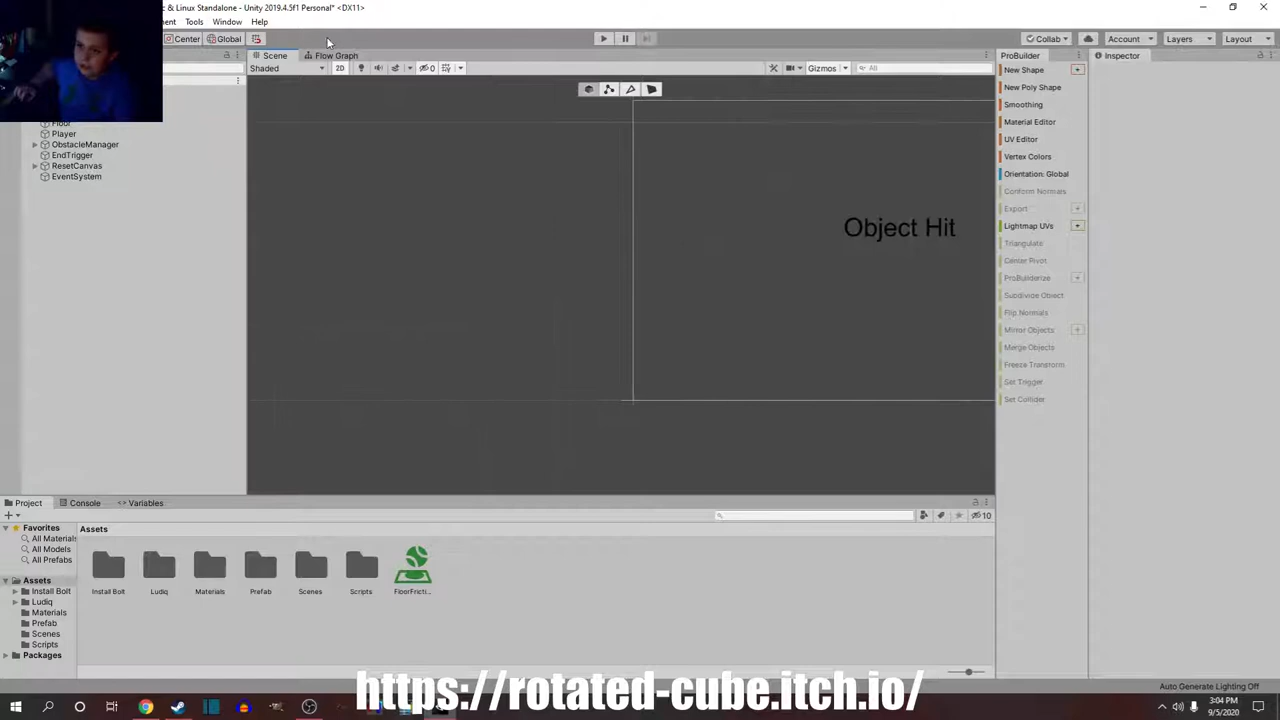 c & Linux Standalone - Unity 2019.4.5f1 Personal* <DX11>
ment Tools Window Help
Center Global Collab Account Layers Layout
Scene Flow Graph ProBuilder Inspector
Shaded 2D 0 Gizmos All
New Shape
New Poly Shape
Smoothing
Material Editor
UV Editor
Vertex Colors
Orientation: Global
Conform Normals
Export
Lightmap UVs
Triangulate
Center Pivot
ProBuilderize
Subdivide Object
Flip Normals
Mirror Objects
Merge Objects
Freeze Transform
Set Trigger
Set Collider
Floor
Player
ObstacleManager
EndTrigger
ResetCanvas
EventSystem
Object Hit
Project Console <> Variables
10
Favorites
All Materials
All Models
All Prefabs
Assets
Install Bolt
Ludiq
Materials
Prefab
Scenes
Scripts
Packages
Assets
Install Bolt Ludiq Materials Prefab Scenes Scripts FloorFricti...
Auto Generate Lighting Off
https://rotated-cube.itch.io/
3:04 PM
9/5/2020